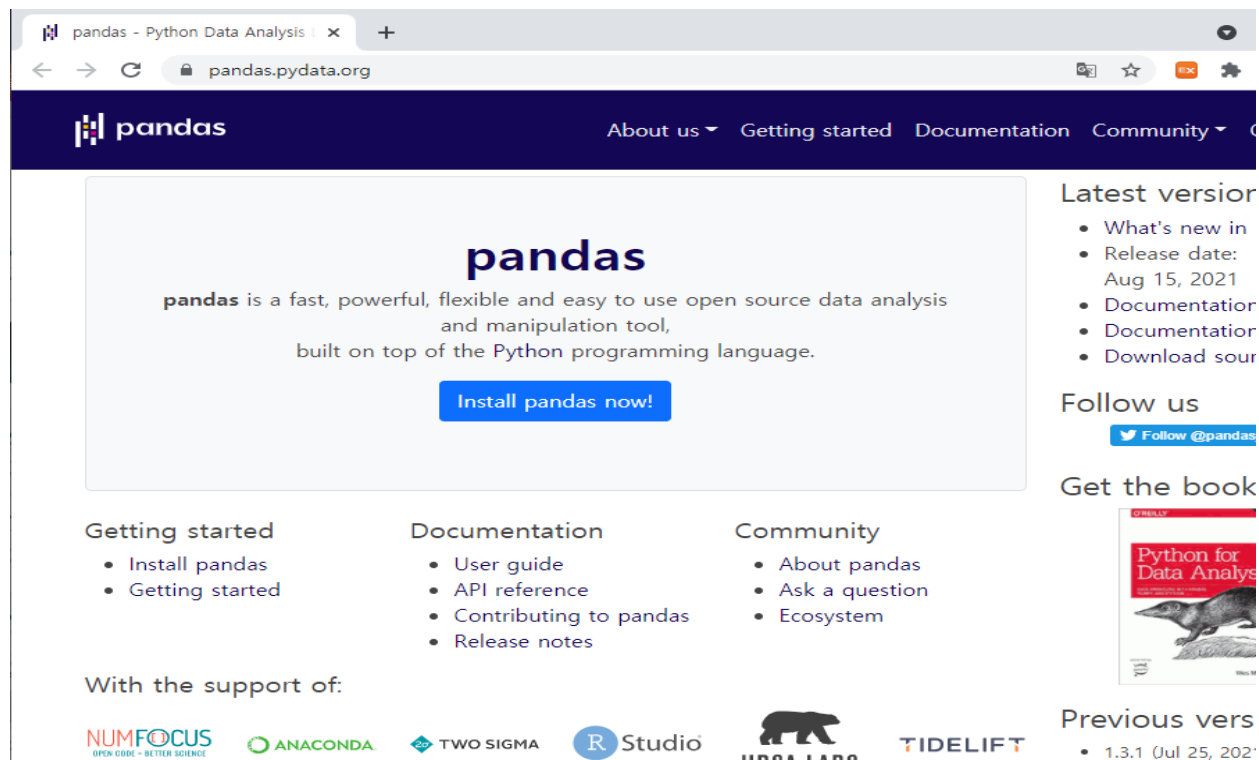 pandas - Python Data Analysis
pandas.pydata.org
EX
pandas
About us Getting started Documentation Community
pandas
pandas is a fast, powerful, flexible and easy to use open source data analysis
and manipulation tool,
built on top of the Python programming language.
Install pandas now!
Getting started
Install pandas
Getting started
Documentation
User guide
API reference
Contributing to pandas
Release notes
Community
About pandas
Ask a question
Ecosystem
With the support of:
NUMFOCUS
OPEN CODE = BETTER SCIENCE
ANACONDA
TWO SIGMA
R Studio
URSA LABS
TIDELIFT
Latest version
What's new in
Release date:
Aug 15, 2021
Documentation
Documentation
Download sour
Follow us
Follow @pandas
Get the book
O'REILLY
Python for
Data Analys
Previous vers
1.3.1 (Jul 25, 2021